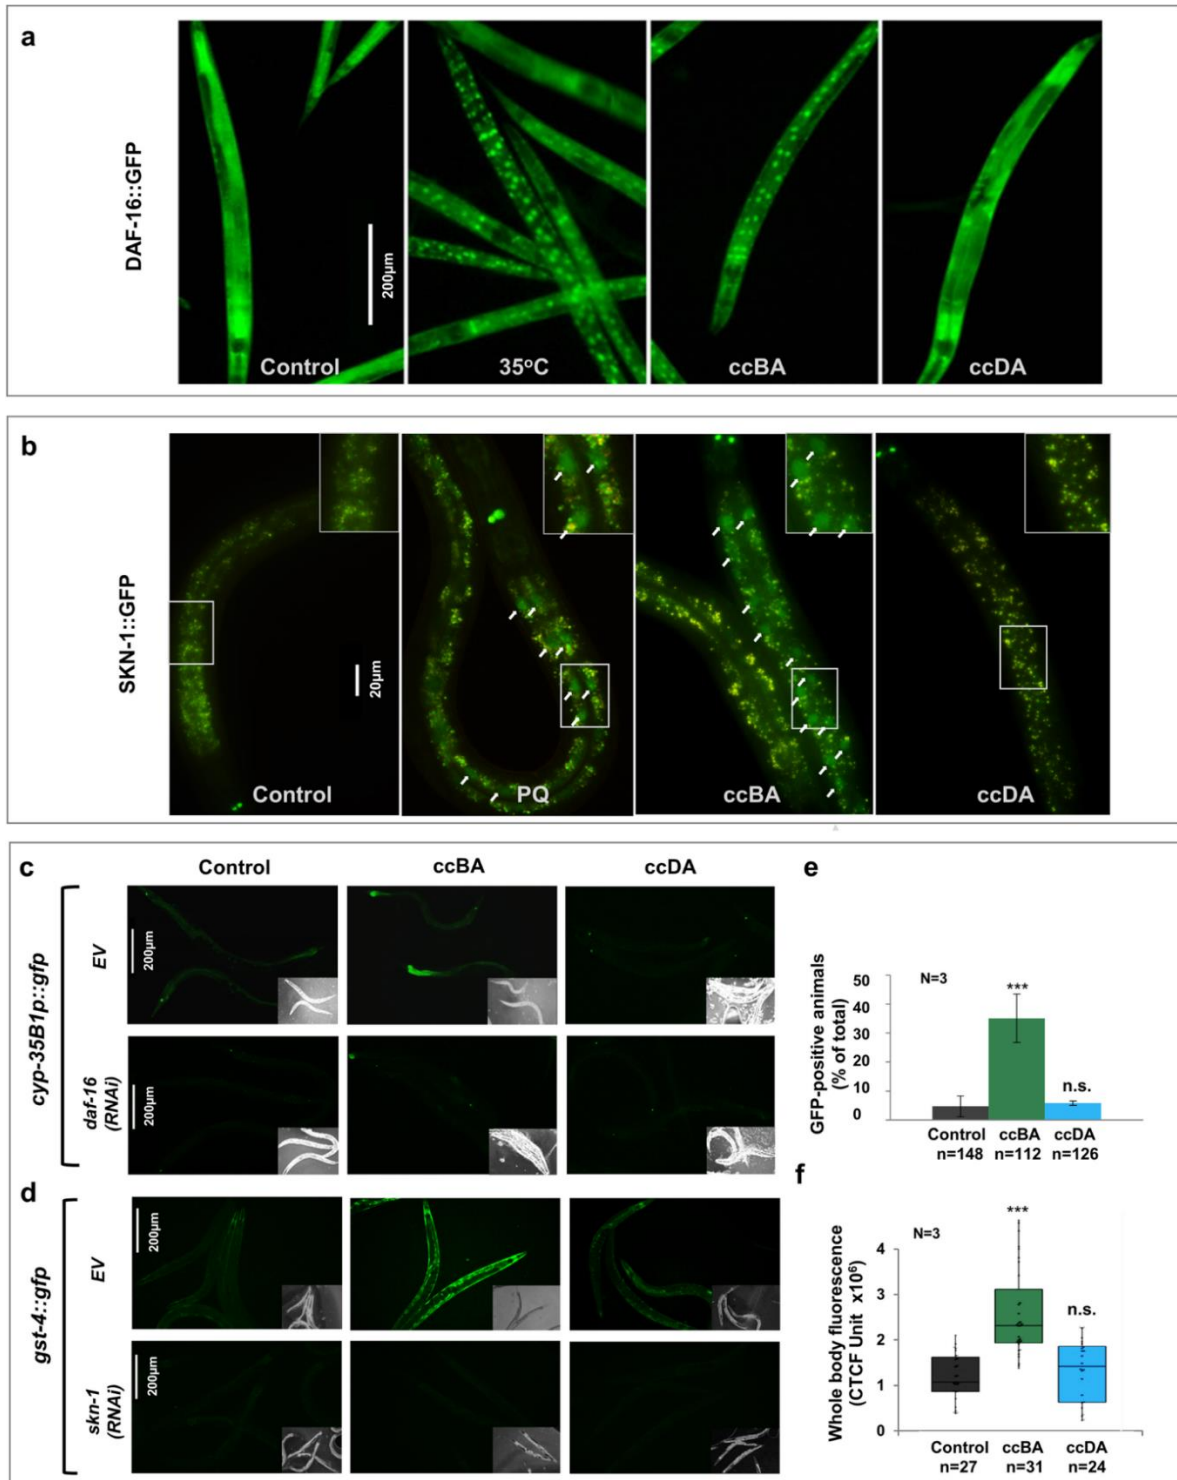 a
DAF-16::GFP
200µm
Control
35°C
ccBA
ccDA
b
SKN-1::GFP
20µm
Control
PQ
ccBA
ccDA
c
Control
ccBA
ccDA
cyp-35B1p::gfp
EV
200µm
daf-16
(RNAi)
200µm
d
gst-4::gfp
EV
200µm
skn-1
(RNAi)
200µm
e
GFP-positive animals
(% of total)
50
40
30
20
10
0
N=3
***
n.s.
Control
ccBA
ccDA
n=148
n=112
n=126
f
Whole body fluorescence
(CTCF Unit x10⁶)
4
3
2
1
0
N=3
***
n.s.
Control
ccBA
ccDA
n=27
n=31
n=24